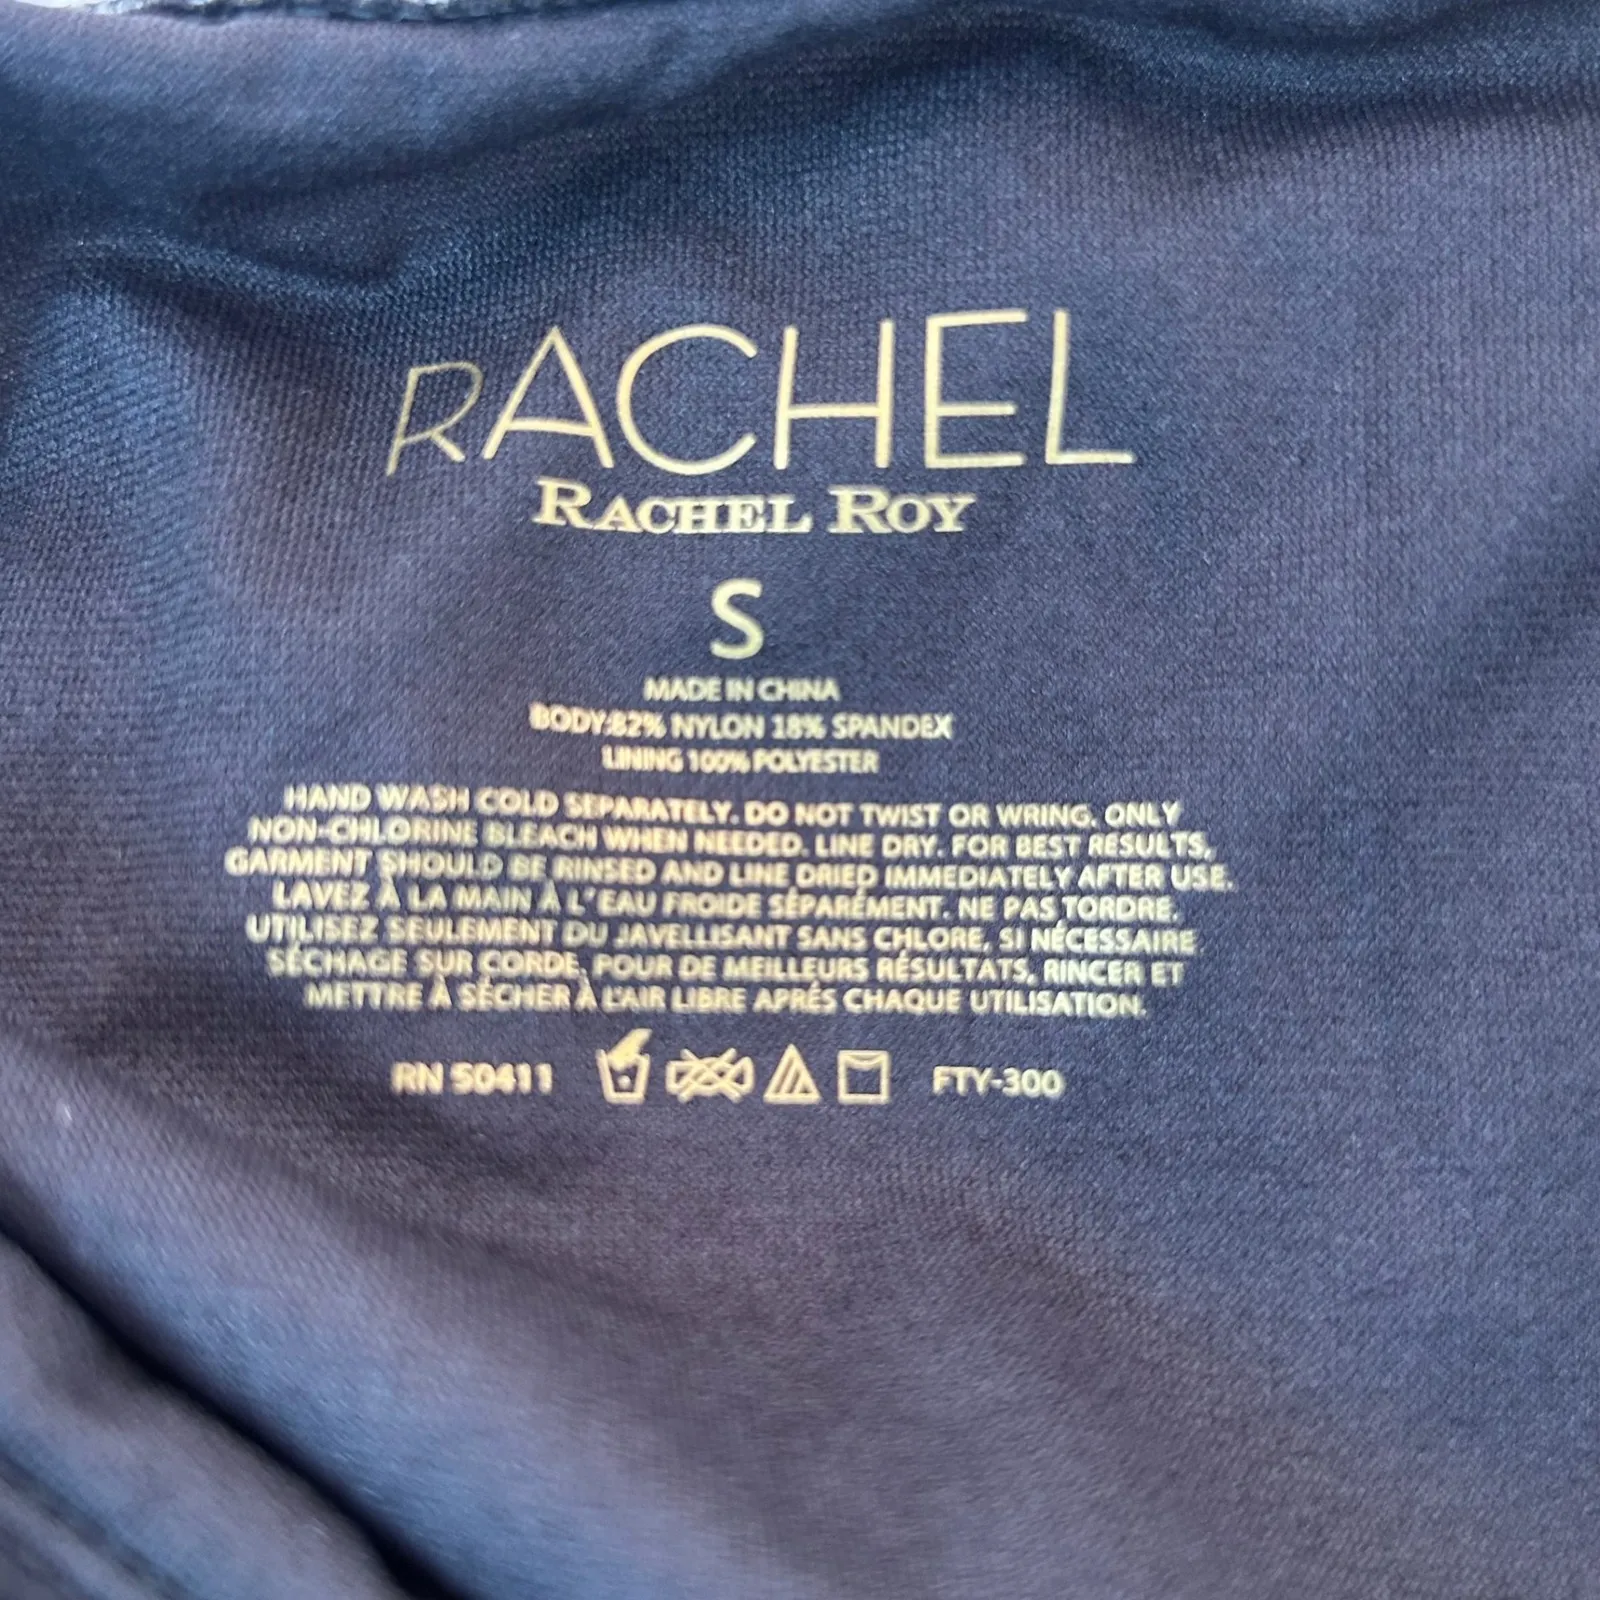 RACHEL
RACHEL ROY
S
MADE IN CHINA
BODY:82% NYLON 18% SPANDEX
LINING 100% POLYESTER
HAND WASH COLD SEPARATELY. DO NOT TWIST OR WRING. ONLY
NON-CHLORINE BLEACH WHEN NEEDED. LINE DRY. FOR BEST RESULTS,
GARMENT SHOULD BE RINSED AND LINE DRIED IMMEDIATELY AFTER USE.
LAVEZ À LA MAIN À L'EAU FROIDE SÉPARÉMENT. NE PAS TORDRE.
UTILISEZ SEULEMENT DU JAVELLISANT SANS CHLORE, SI NÉCESSAIRE
SÉCHAGE SUR CORDE, POUR DE MEILLEURS RÉSULTATS, RINCER ET
METTRE À SÉCHER À L'AIR LIBRE APRÉS CHAQUE UTILISATION.
RN 50411 FTY-300